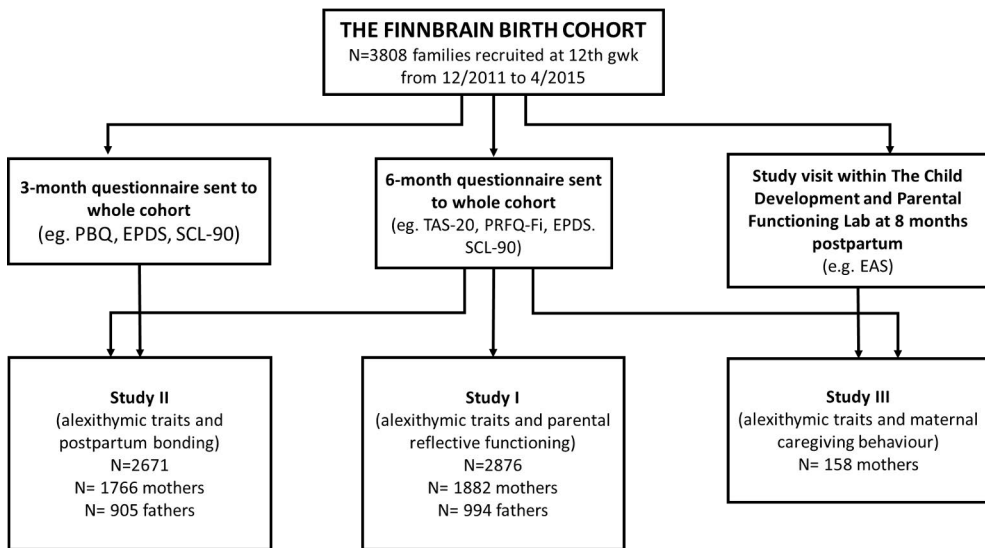 THE FINNBRAIN BIRTH COHORT
N=3808 families recruited at 12th gwk
from 12/2011 to 4/2015
3-month questionnaire sent to
whole cohort
(eg. PBQ, EPDS, SCL-90)
6-month questionnaire sent
to whole cohort
(eg. TAS-20, PRFQ-Fi, EPDS.
SCL-90)
Study visit within The Child
Development and Parental
Functioning Lab at 8 months
postpartum
(e.g. EAS)
Study II
(alexithymic traits and
postpartum bonding)
N=2671
N= 1766 mothers
N= 905 fathers
Study I
(alexithymic traits and parental
reflective functioning)
N=2876
N= 1882 mothers
N= 994 fathers
Study III
(alexithymic traits and maternal
caregiving behaviour)
N= 158 mothers